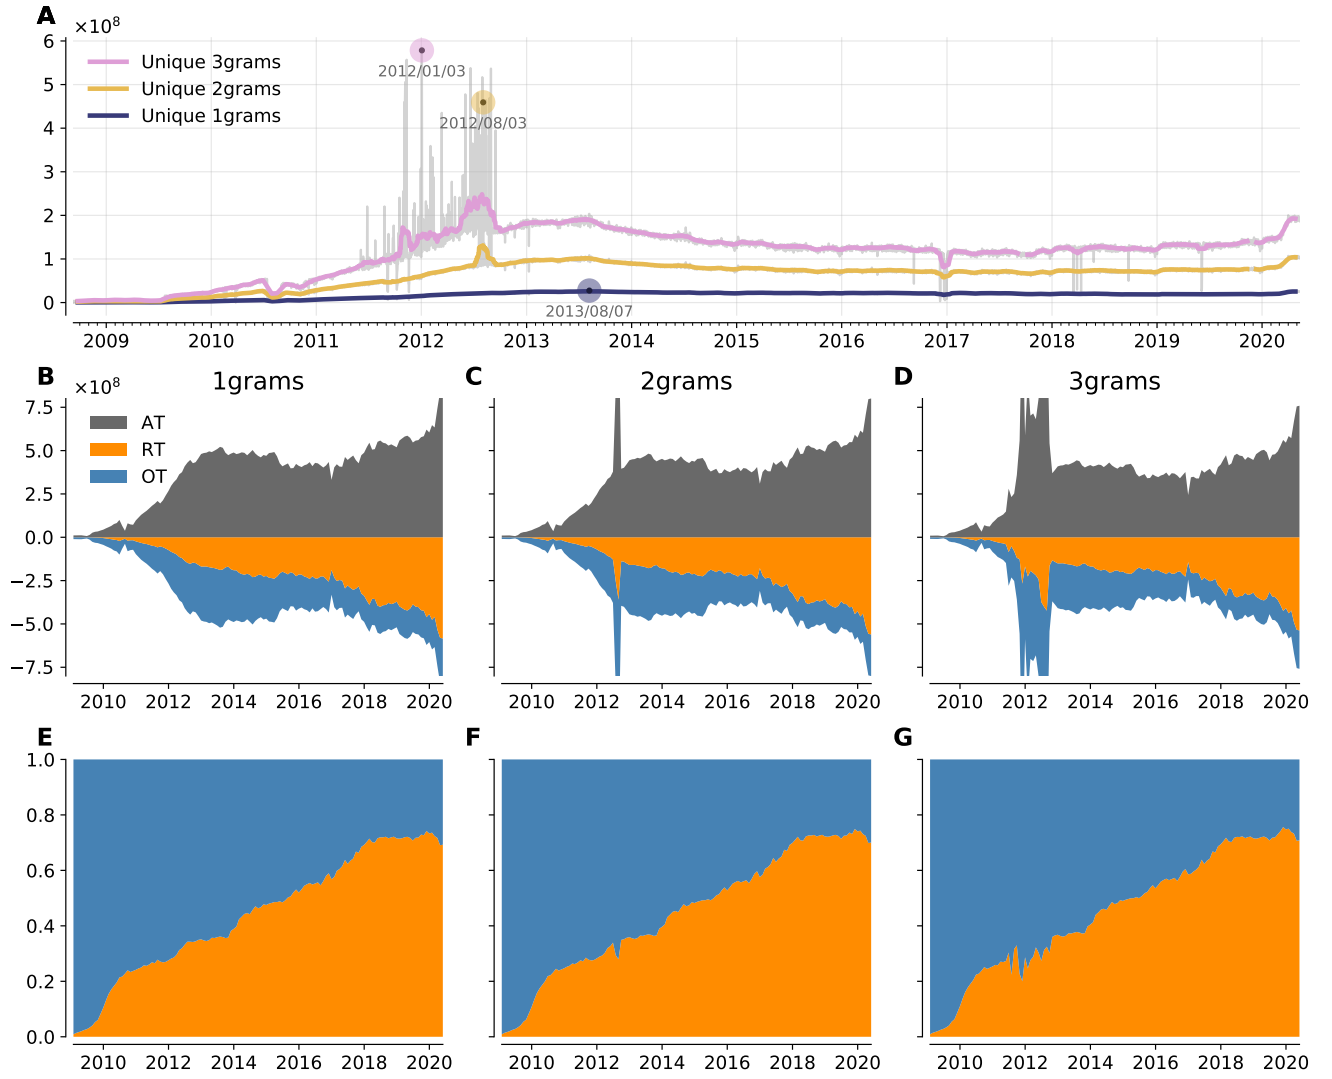 A
×10⁸
6
5
4
3
2
1
0
Unique 3grams
Unique 2grams
Unique 1grams
2012/01/03
2012/08/03
2013/08/07
2009 2010 2011 2012 2013 2014 2015 2016 2017 2018 2019 2020
B ×10⁸ 1grams
7.5
5.0
2.5
0.0
−2.5
−5.0
−7.5
AT
RT
OT
2010 2012 2014 2016 2018 2020
C 2grams
2010 2012 2014 2016 2018 2020
D 3grams
2010 2012 2014 2016 2018 2020
E
1.0
0.8
0.6
0.4
0.2
0.0
2010 2012 2014 2016 2018 2020
F
2010 2012 2014 2016 2018 2020
G
2010 2012 2014 2016 2018 2020